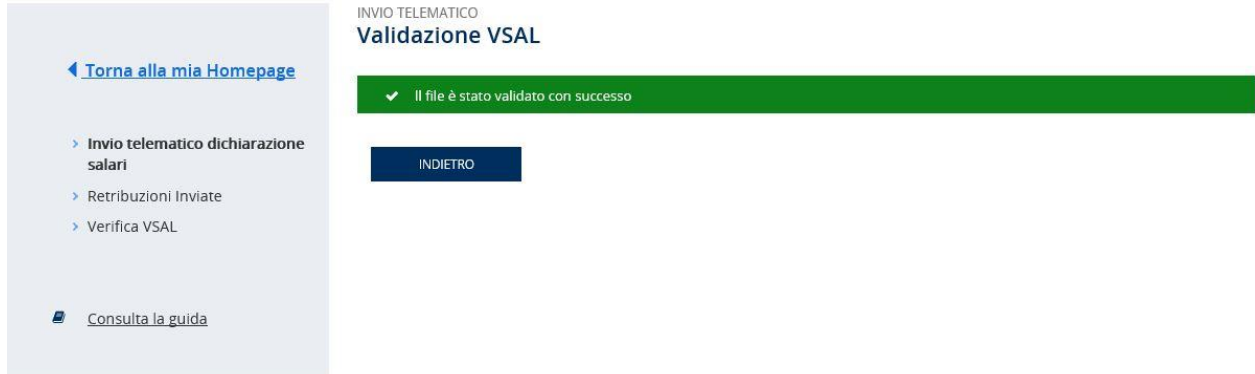 INVIO TELEMATICO
Validazione VSAL
Torna alla mia Homepage
Il file è stato validato con successo
Invio telematico dichiarazione
salari
INDIETRO
Retribuzioni Inviate
Verifica VSAL
Consulta la guida